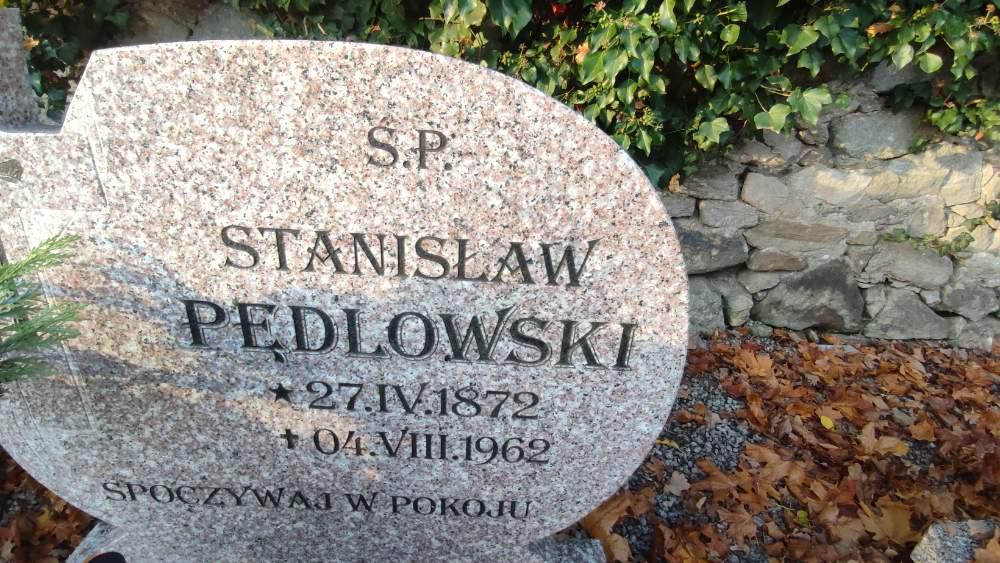 Ś.P.
STANISŁAW
PĘDLOWSKI
★ 27.IV.1872
✝ 04.VIII.1962
SPOCZYWAJ W POKOJU